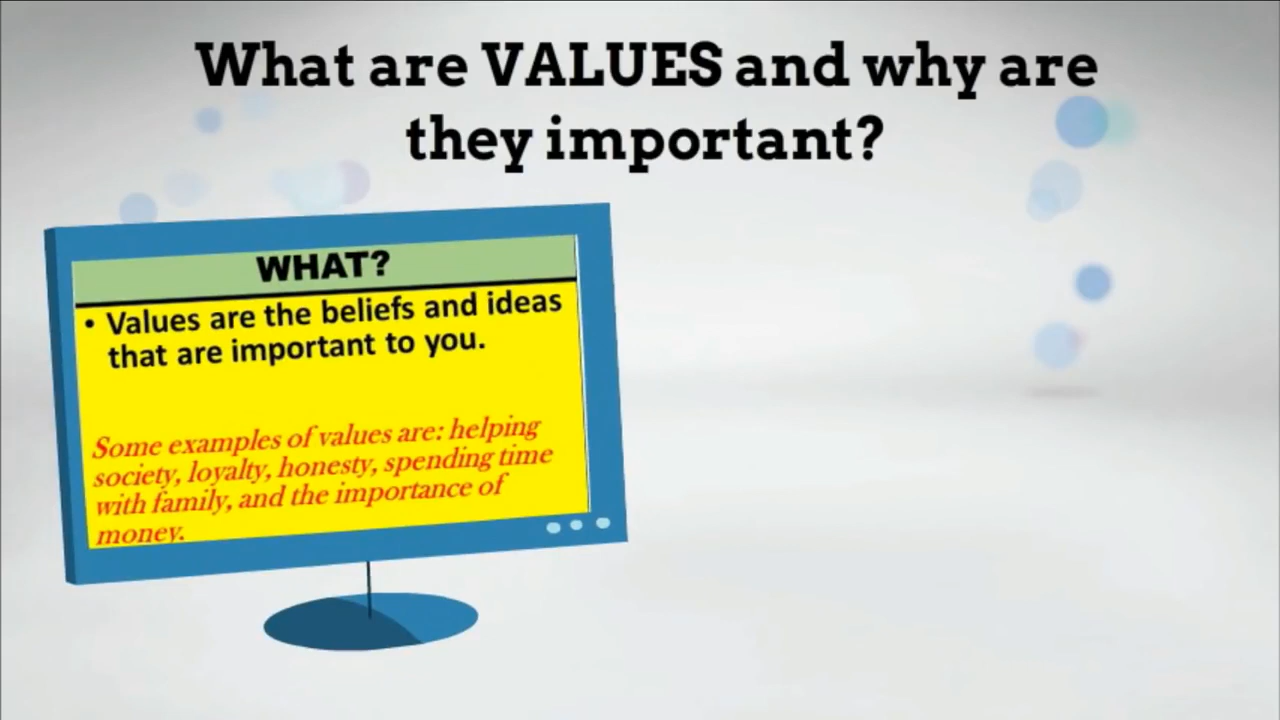 What are VALUES and why are
they important?
WHAT?
• Values are the beliefs and ideas
that are important to you.
Some examples of values are: helping
society, loyalty, honesty, spending time
with family, and the importance of
money.